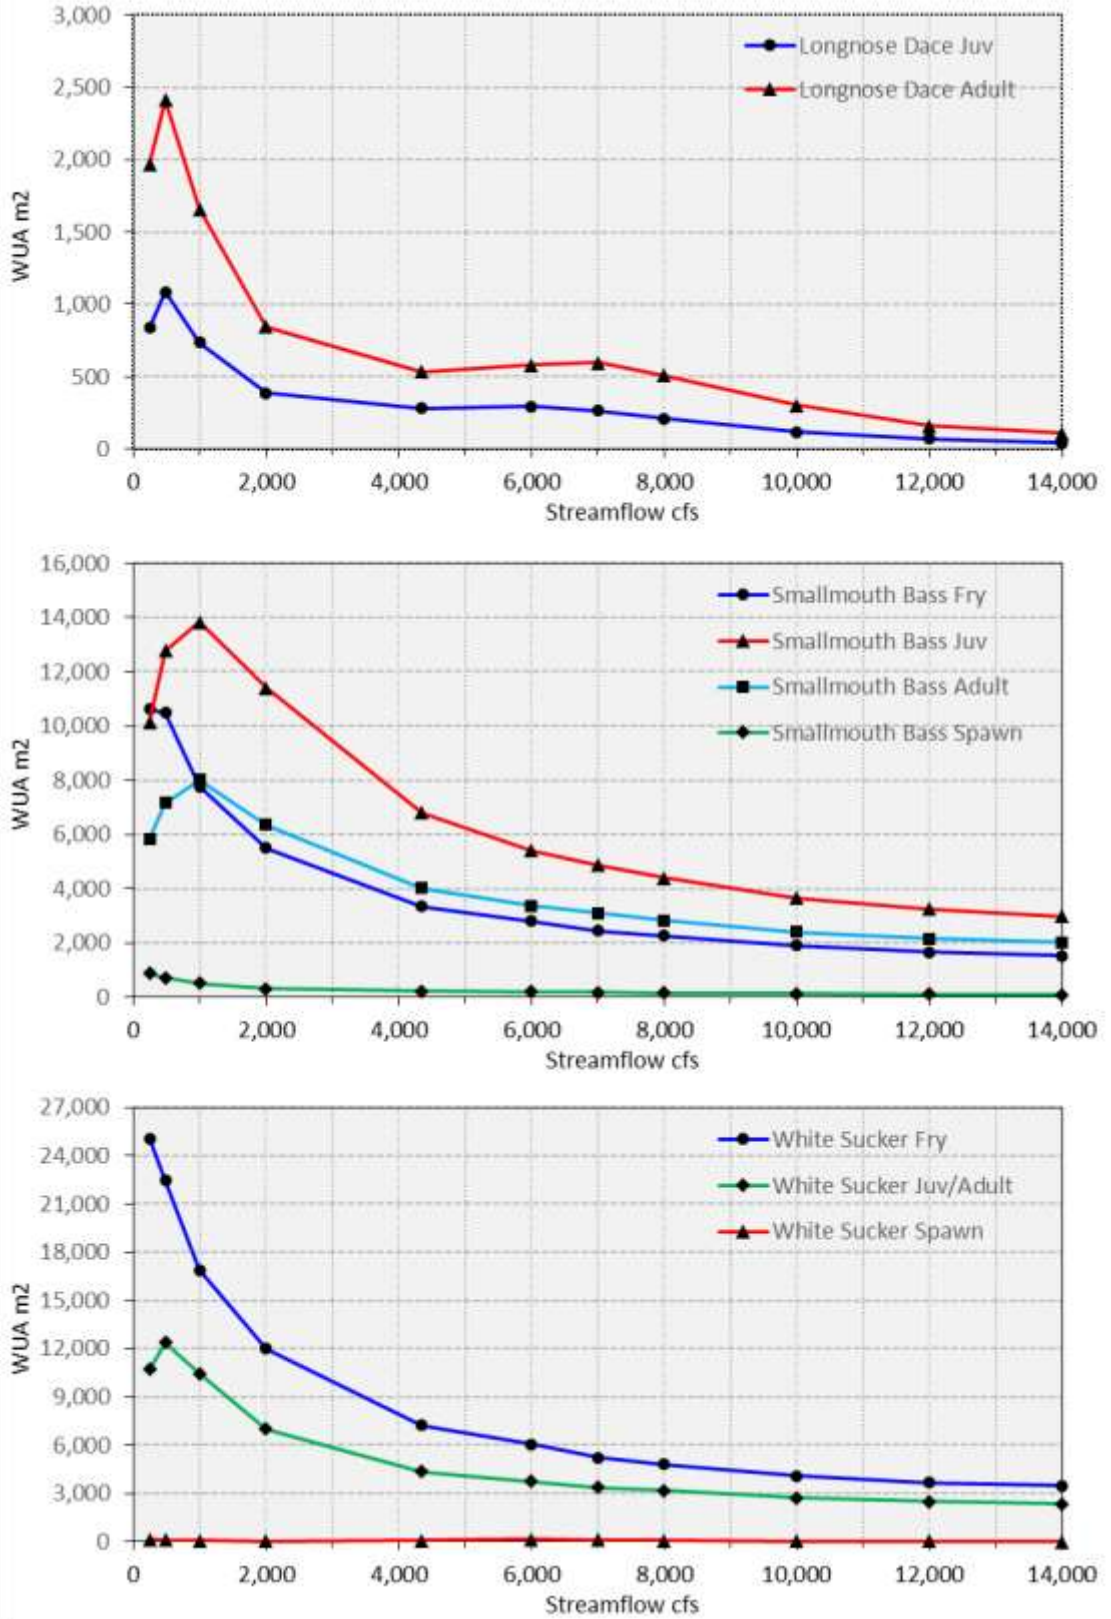 3,000
Longnose Dace Juv
2,500
Longnose Dace Adult
2,000
WUA m2
1,500
1,000
500
0
0 2,000 4,000 6,000 8,000 10,000 12,000 14,000
Streamflow cfs
16,000
Smallmouth Bass Fry
14,000
Smallmouth Bass Juv
12,000
Smallmouth Bass Adult
10,000
Smallmouth Bass Spawn
WUA m2
8,000
6,000
4,000
2,000
0
0 2,000 4,000 6,000 8,000 10,000 12,000 14,000
Streamflow cfs
27,000
White Sucker Fry
24,000
White Sucker Juv/Adult
21,000
White Sucker Spawn
18,000
15,000
WUA m2
12,000
9,000
6,000
3,000
0
0 2,000 4,000 6,000 8,000 10,000 12,000 14,000
Streamflow cfs